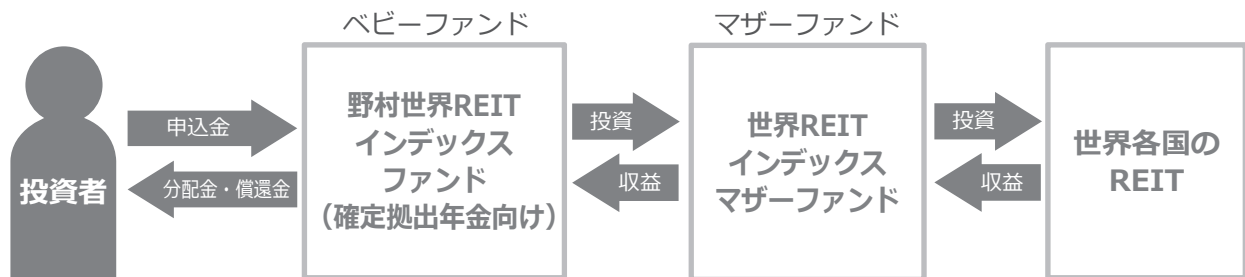 ベビーファンド
マザーファンド
投資者
申込金
分配金・償還金
野村世界REIT
インデックス
ファンド
（確定拠出年金向け）
投資
収益
世界REIT
インデックス
マザーファンド
投資
収益
世界各国の
REIT